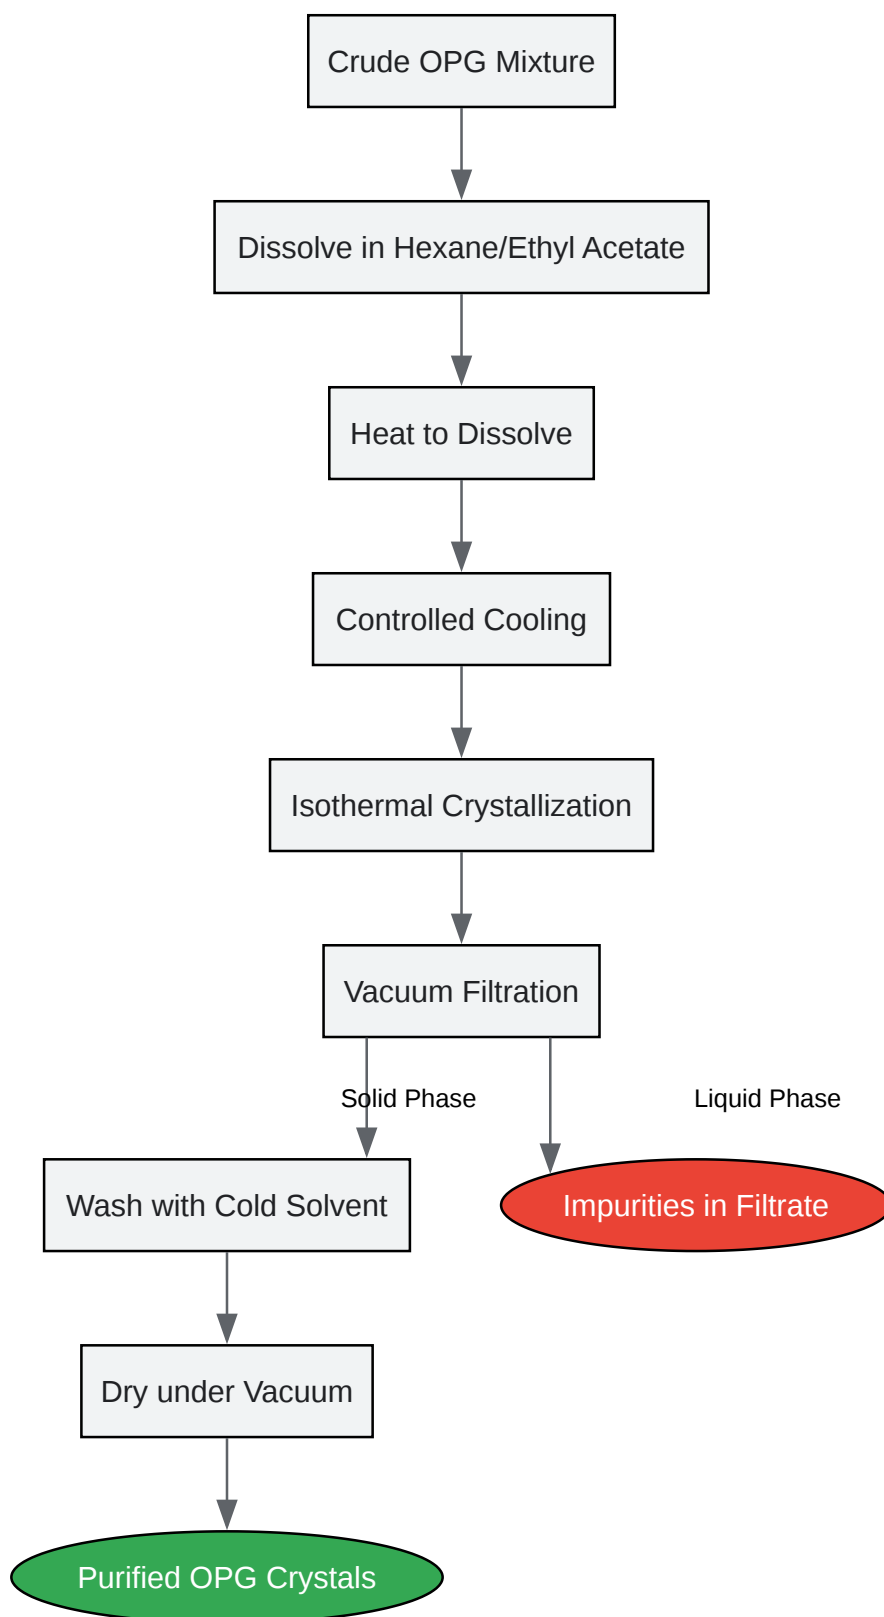 Crude OPG Mixture
Dissolve in Hexane/Ethyl Acetate
Heat to Dissolve
Controlled Cooling
Isothermal Crystallization
Vacuum Filtration
Solid Phase
Liquid Phase
Wash with Cold Solvent
Impurities in Filtrate
Dry under Vacuum
Purified OPG Crystals